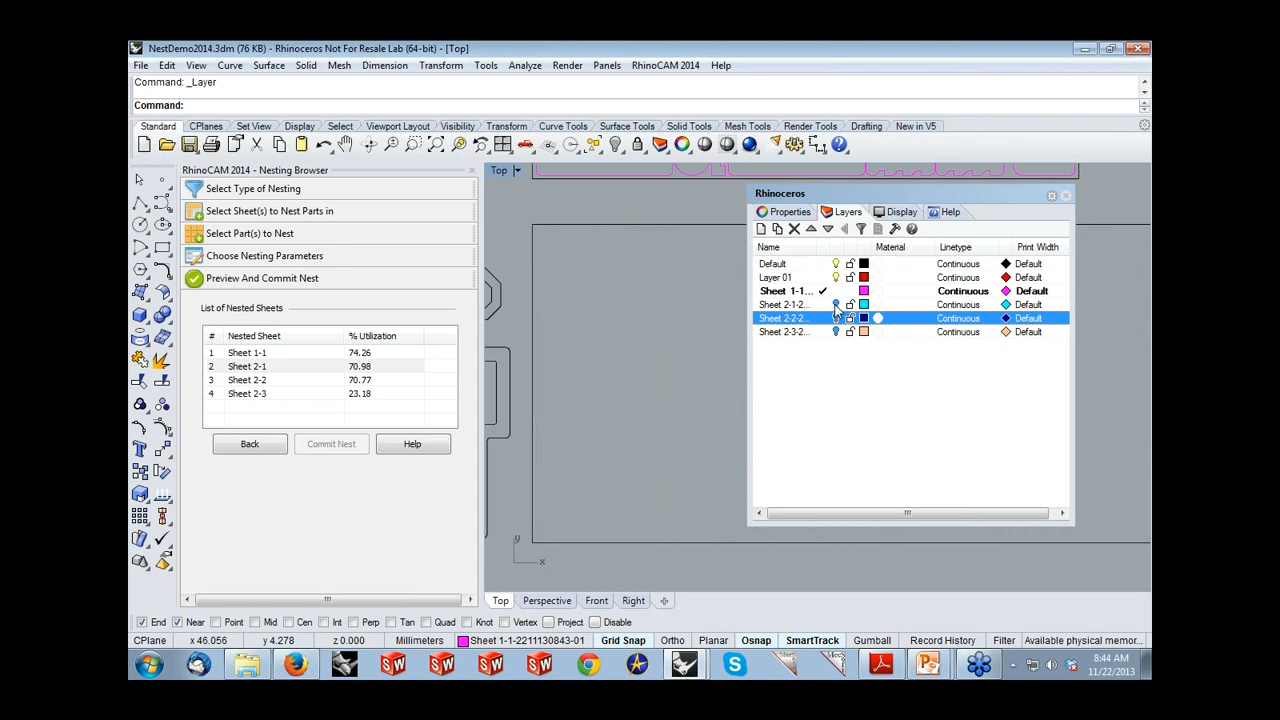 NestDemo2014.3dm (76 KB) - Rhinoceros Not For Resale Lab (64-bit) - [Top]
File Edit View Curve Surface Solid Mesh Dimension Transform Tools Analyze Render Panels RhinoCAM 2014 Help
Command: _Layer
Command:
Standard CPlanes Set View Display Select Viewport Layout Visibility Transform Curve Tools Surface Tools Solid Tools Mesh Tools Render Tools Drafting New in V5
RhinoCAM 2014 - Nesting Browser
Select Type of Nesting
Select Sheet(s) to Nest Parts in
Select Part(s) to Nest
Choose Nesting Parameters
Preview And Commit Nest
List of Nested Sheets
# Nested Sheet % Utilization
1 Sheet 1-1 74.26
2 Sheet 2-1 70.98
3 Sheet 2-2 70.77
4 Sheet 2-3 23.18
Back Commit Nest Help
Top
Rhinoceros
Properties Layers Display Help
Name Material Linetype Print Width
Default Continuous Default
Layer 01 Continuous Default
Sheet 1-1... Continuous Default
Sheet 2-1-2... Continuous Default
Sheet 2-2-2... Continuous Default
Sheet 2-3-2... Continuous Default
y
x
Top Perspective Front Right
End Near Point Mid Cen Int Perp Tan Quad Knot Vertex Project Disable
CPlane x 46.056 y 4.278 z 0.000 Millimeters Sheet 1-1-2211130843-01 Grid Snap Ortho Planar Osnap SmartTrack Gumball Record History Filter Available physical memor...
SW SW SW SW
8:44 AM
11/22/2013